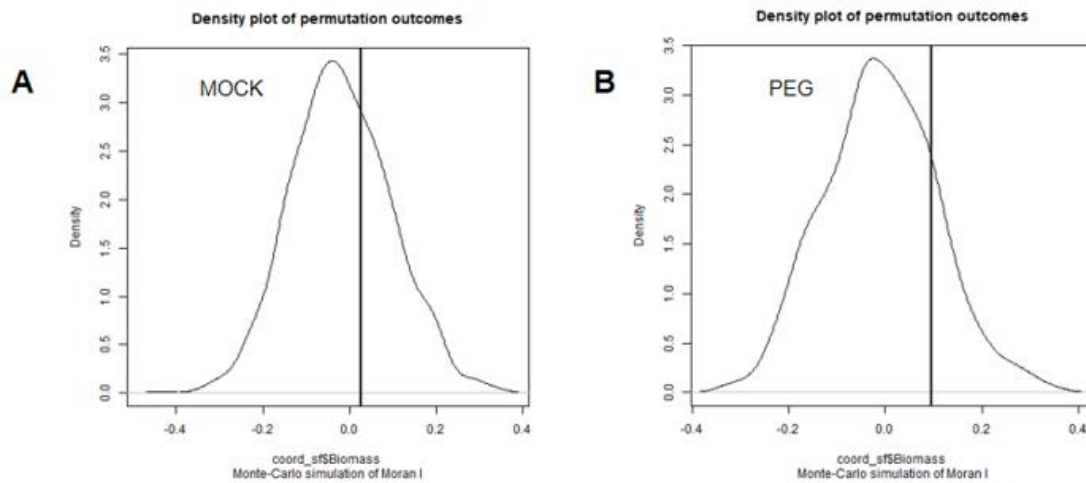 Density plot of permutation outcomes
A
MOCK
3.5
3.0
2.5
2.0
1.5
1.0
0.5
0.0
Density
-0.4 -0.2 0.0 0.2 0.4
coord_sf$Biomass
Monte-Carlo simulation of Moran I
Density plot of permutation outcomes
B
PEG
3.5
3.0
2.5
2.0
1.5
1.0
0.5
0.0
Density
-0.4 -0.2 0.0 0.2 0.4
coord_sf$Biomass
Monte-Carlo simulation of Moran I